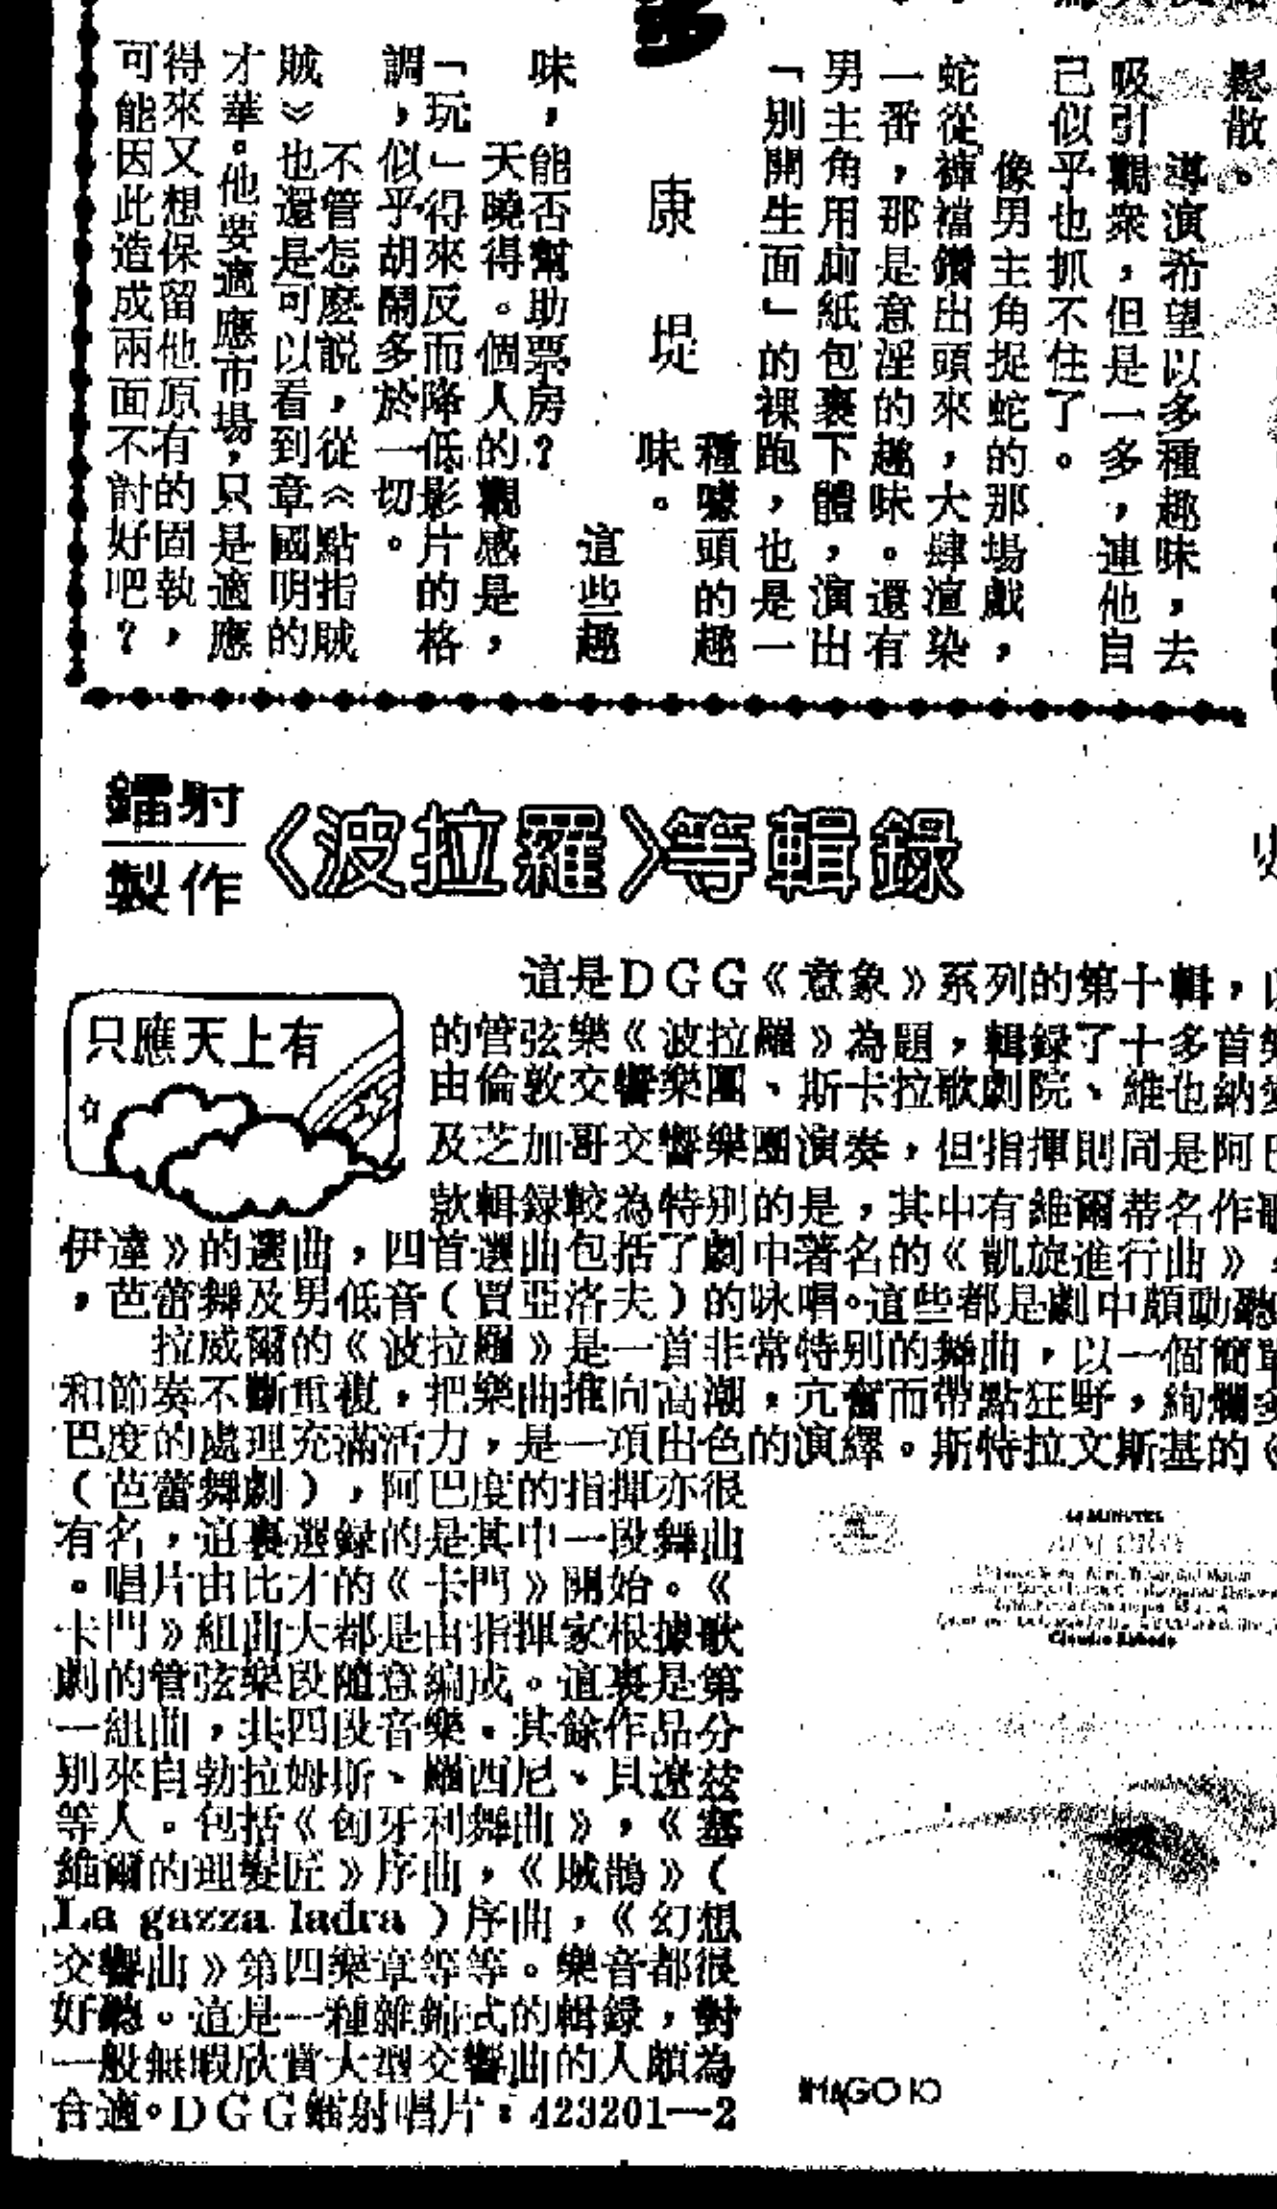 鬆散。
導演希望以多種趣味，去
吸引觀衆，但是一多，連他自
己似乎也抓不住了。
像男主角捉蛇的那場戲，
蛇從褲襠鑽出頭來，大肆渲染
一番，那是意淫的趣味。還有
男主角用廁紙包裹下體，演出
「別開生面」的裸跑，也是一
種噱頭的趣
味。
多
康堤
這些趣
味，能否幫助票房？
天曉得。個人的觀感是，
「玩」得來反而降低影片的格
調，似乎胡鬧多於一切。
不管怎麼説，從《點指賊
賊》也還是可以看到章國明的
才華。他要適應市場，只是適應
得來又想保留他原有的固執，
可能因此造成兩面不討好吧？
鐳射
製作
〈波拉羅〉等輯錄
只應天上有
這是DGG《意象》系列的第十輯，
的管弦樂《波拉羅》為題，輯録了十多首
由倫敦交響樂團、斯卡拉歌劇院、維也納
及芝加哥交響樂團演奏，但指揮則同是阿
款輯録較為特别的是，其中有維爾蒂名作
伊達》的選曲，四首選曲包括了劇中著名的《凱旋進行曲》
，芭蕾舞及男低音（賈亞洛夫）的咏唱。這些都是劇中頗動聽
拉威爾的《波拉羅》是一首非常特别的舞曲，以一個簡單
和節奏不斷重複，把樂曲推向高潮，亢奮而帶點狂野，絢爛
巴度的處理充滿活力，是一項出色的演繹。斯特拉文斯基的《
（芭蕾舞劇），阿巴度的指揮亦很
有名，這裏選録的是其中一段舞曲
。唱片由比才的《卡門》開始。《
卡門》組曲大都是由指揮家根據歌
劇的管弦樂段隨意編成。這裏是第
一組曲，共四段音樂。其餘作品分
别來自勃拉姆斯、羅西尼、貝遼茲
等人。包括《匈牙利舞曲》，《塞
維爾的理髮匠》序曲，《賊鵲》（
La gazza ladra）序曲，《幻想
交響曲》第四樂章等等。樂音都很
好聽。這是一種雜錦式的輯録，對
一般無暇欣賞大型交響曲的人頗為
合適。DGG鐳射唱片：423201—2
Claudio Abbado
IMAGO IO